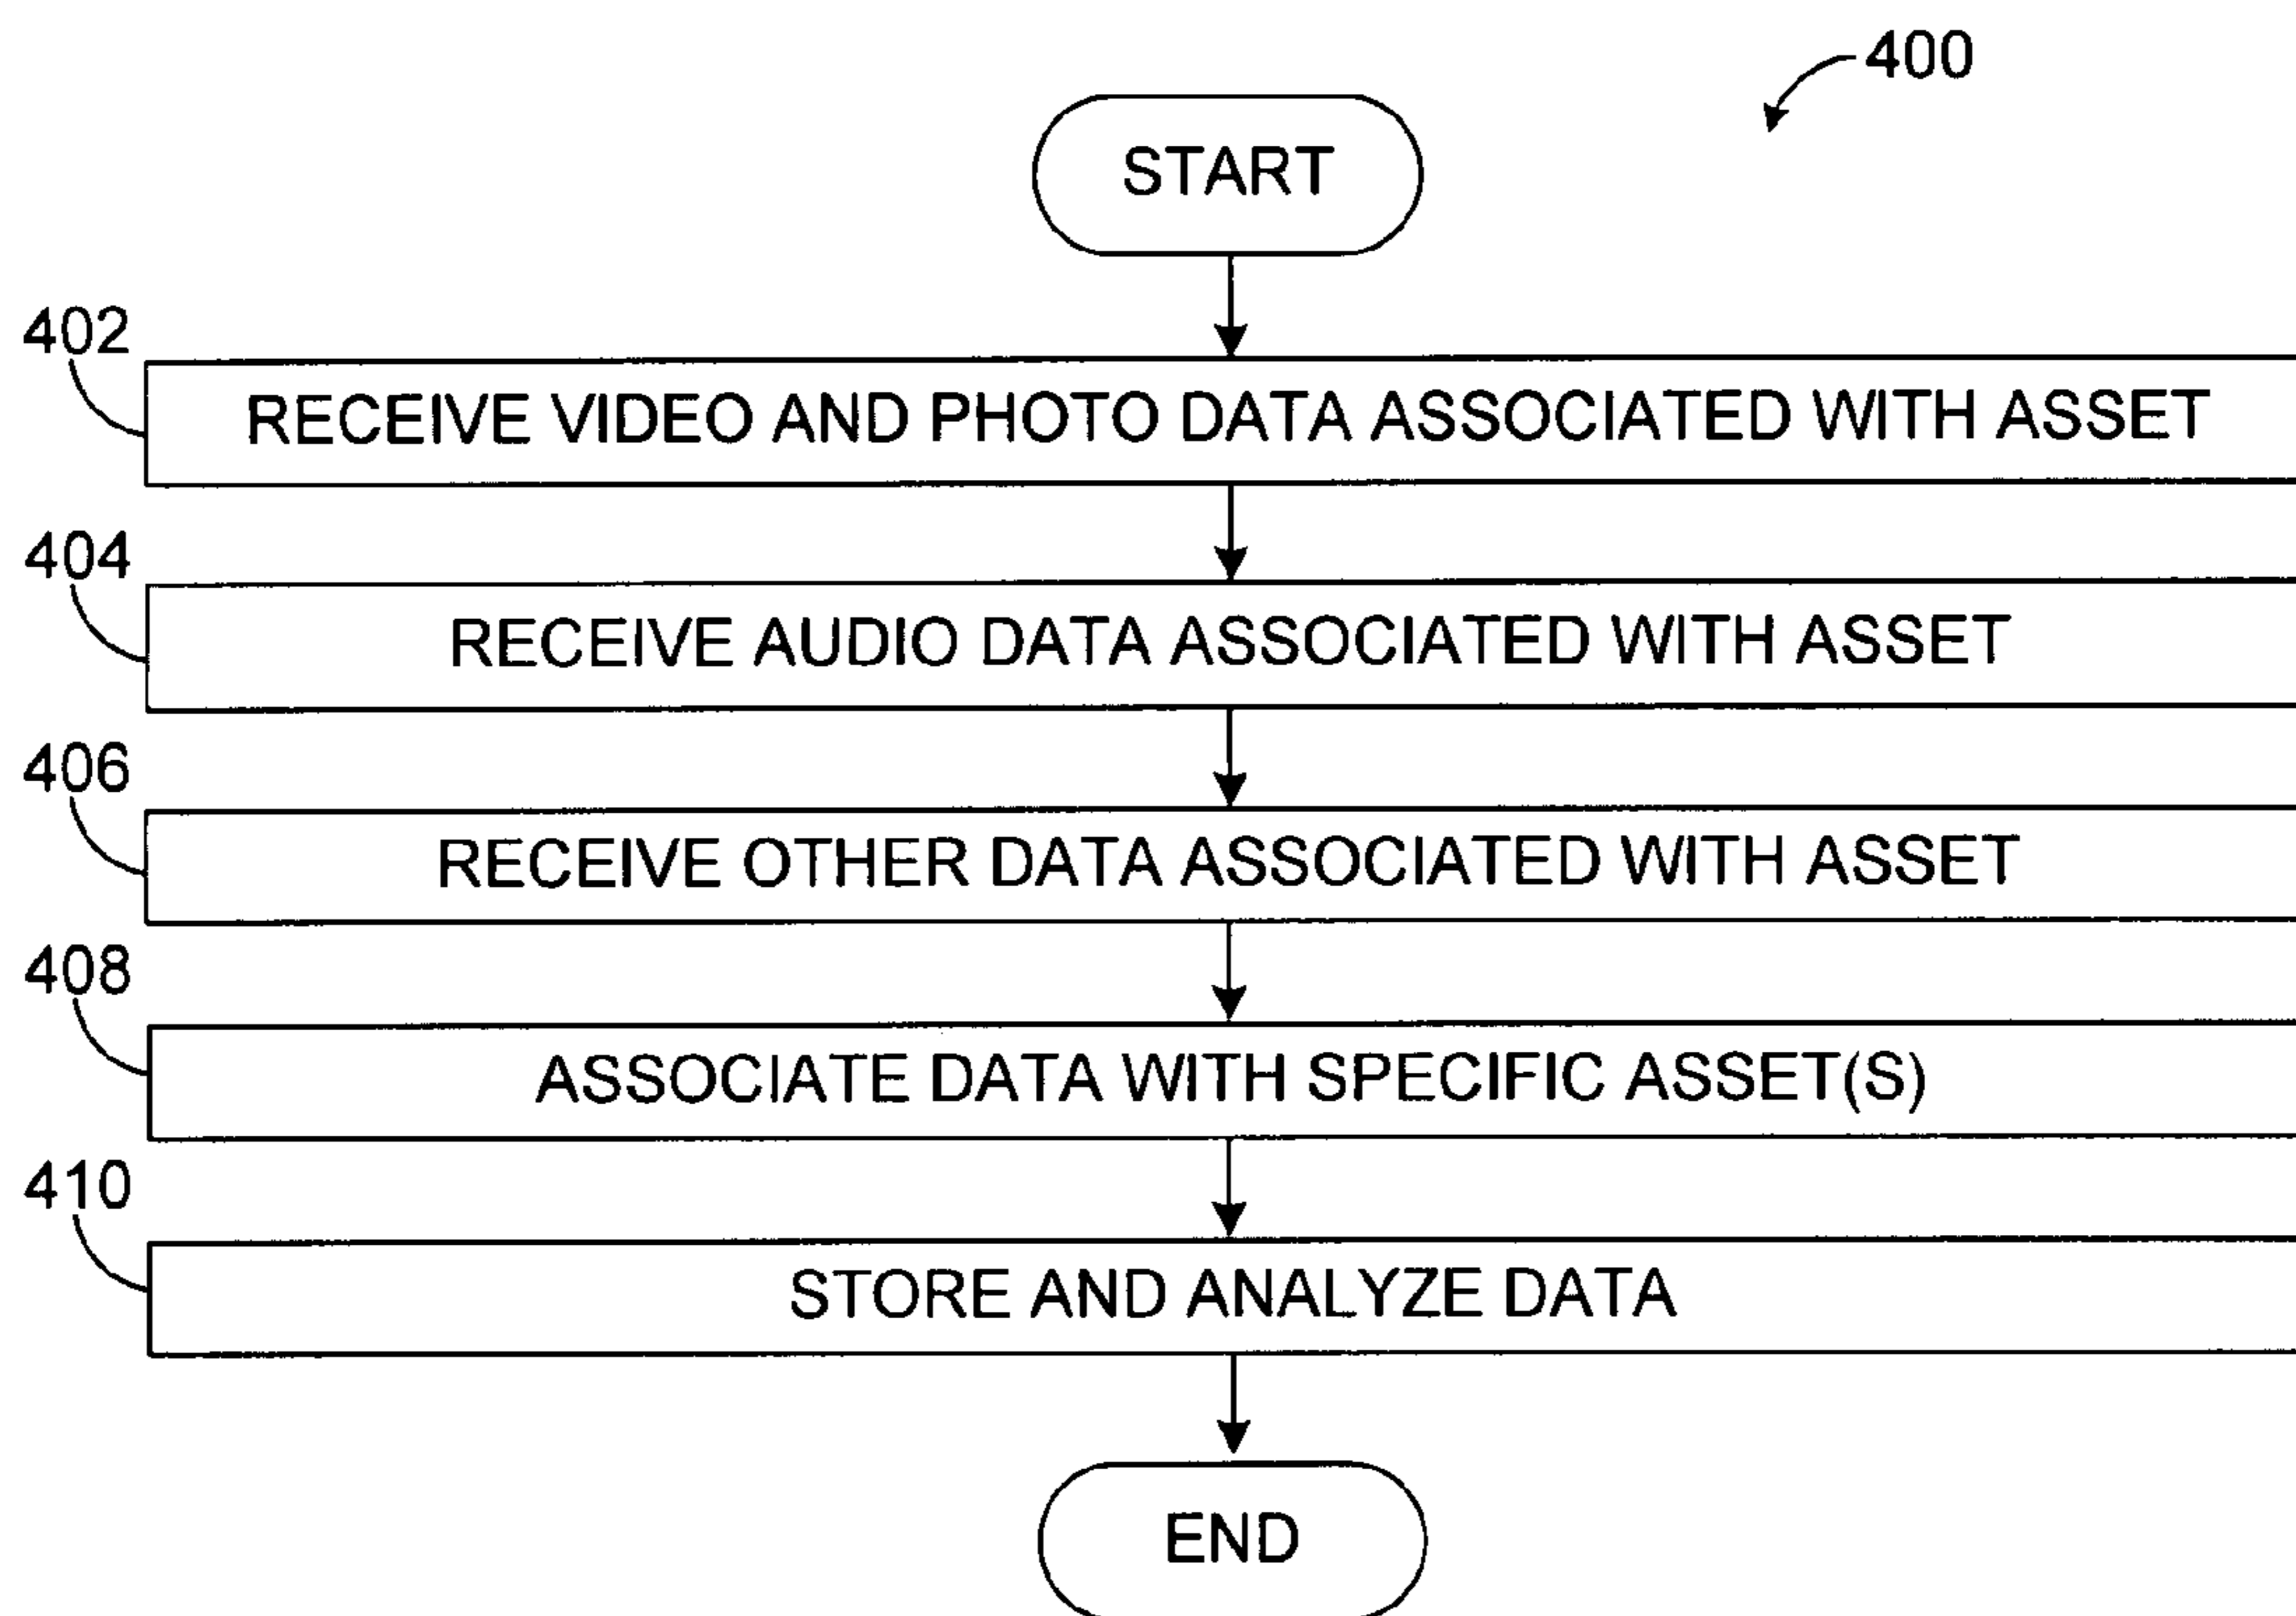 400
START
402
RECEIVE VIDEO AND PHOTO DATA ASSOCIATED WITH ASSET
404
RECEIVE AUDIO DATA ASSOCIATED WITH ASSET
406
RECEIVE OTHER DATA ASSOCIATED WITH ASSET
408
ASSOCIATE DATA WITH SPECIFIC ASSET(S)
410
STORE AND ANALYZE DATA
END